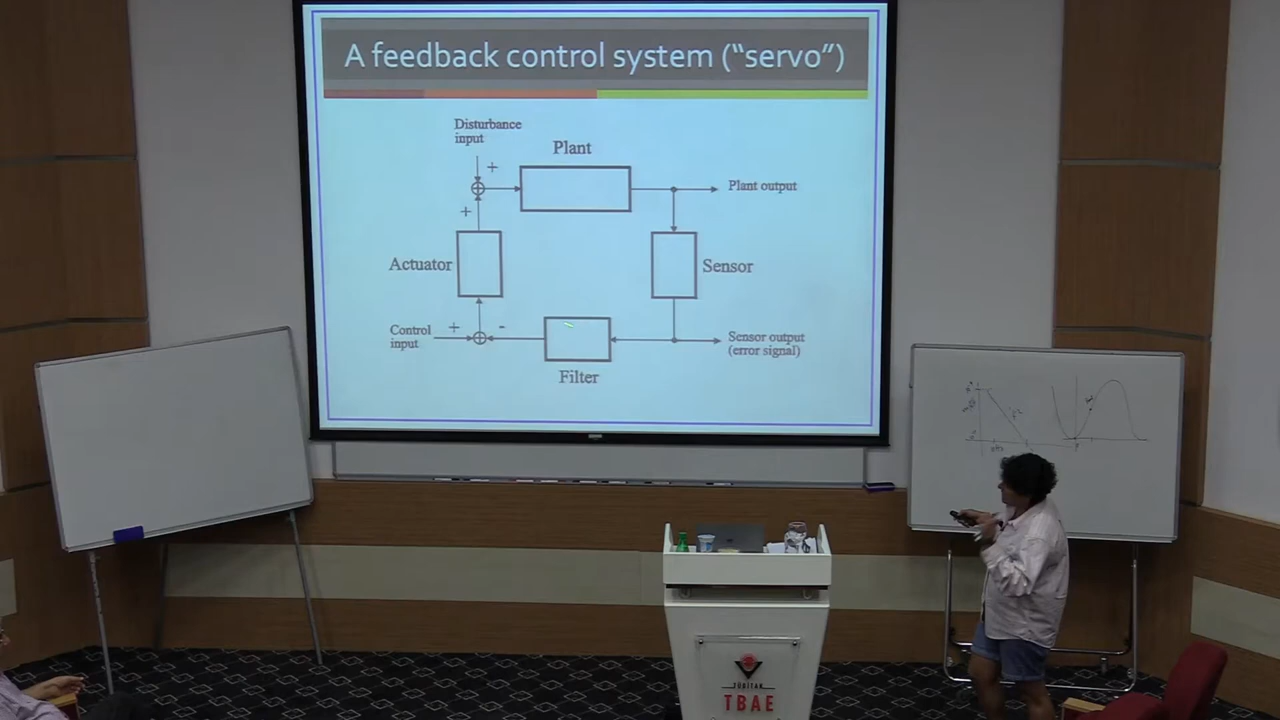 A feedback control system (“servo”)
Disturbance
input
Plant
+
Plant output
+
Actuator
Sensor
Control
input
+
-
Sensor output
(error signal)
Filter
TÜBİTAK
TBAE